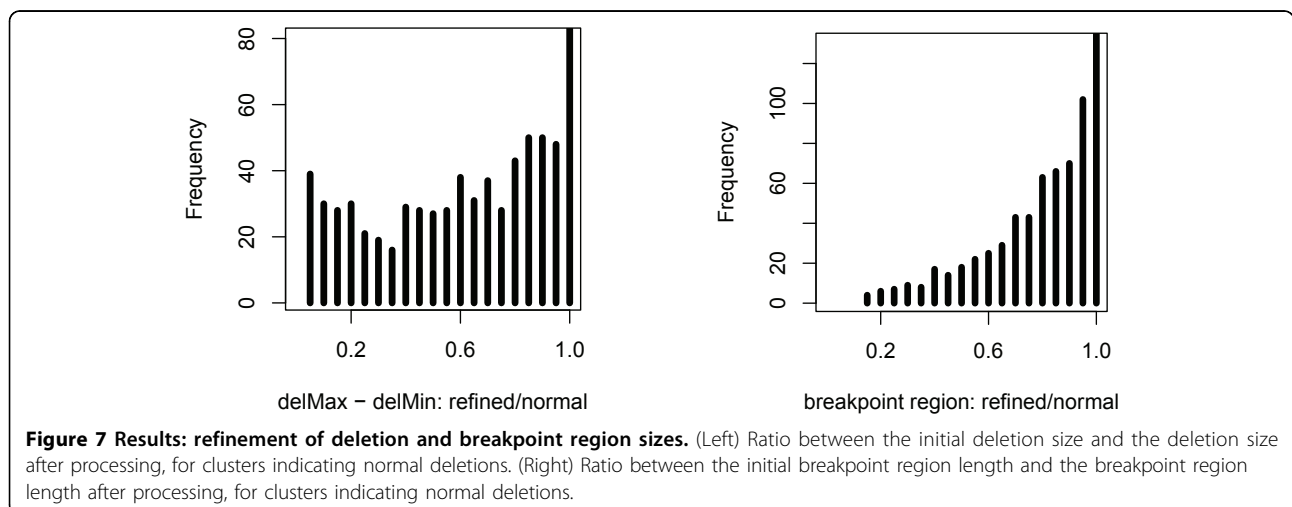 80
60
40
20
0
Frequency
0.2
0.6
1.0
delMax − delMin: refined/normal
100
60
20
0
Frequency
0.2
0.6
1.0
breakpoint region: refined/normal
Figure 7 Results: refinement of deletion and breakpoint region sizes. (Left) Ratio between the initial deletion size and the deletion size
after processing, for clusters indicating normal deletions. (Right) Ratio between the initial breakpoint region length and the breakpoint region
length after processing, for clusters indicating normal deletions.